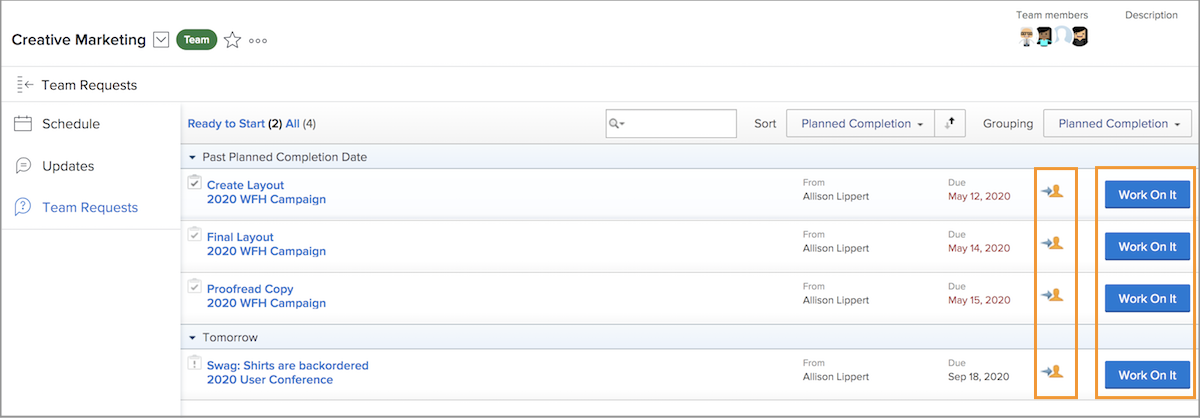 Team members Description
Creative Marketing Team
Team Requests
Schedule
Updates
Team Requests
Ready to Start (2) All (4) Sort Planned Completion Grouping Planned Completion
Past Planned Completion Date
Create Layout
2020 WFH Campaign
From
Allison Lippert
Due
May 12, 2020
Work On It
Final Layout
2020 WFH Campaign
From
Allison Lippert
Due
May 14, 2020
Work On It
Proofread Copy
2020 WFH Campaign
From
Allison Lippert
Due
May 15, 2020
Work On It
Tomorrow
Swag: Shirts are backordered
2020 User Conference
From
Allison Lippert
Due
Sep 18, 2020
Work On It